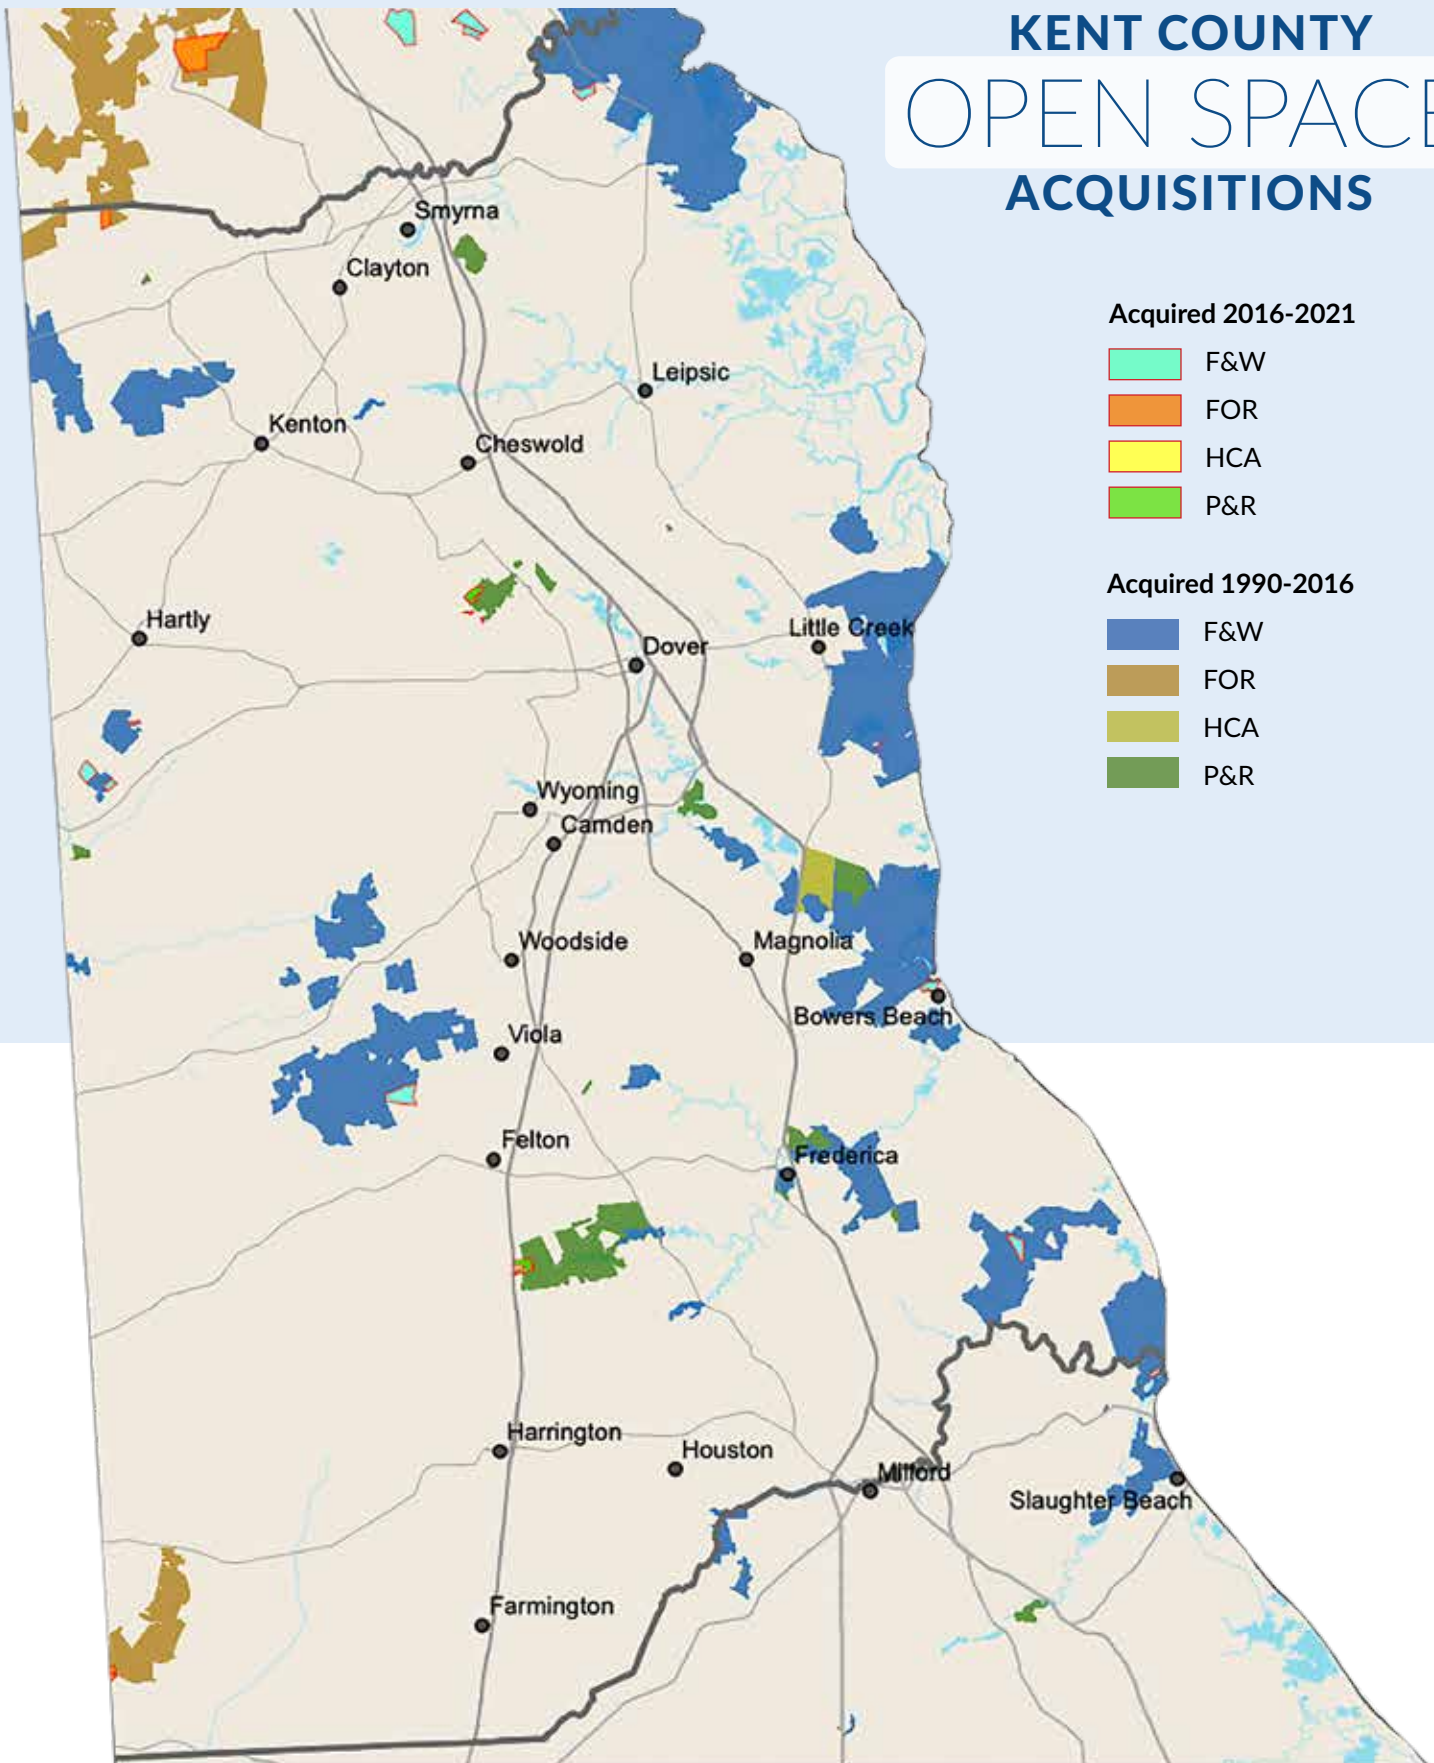 KENT COUNTY
OPEN SPACE
ACQUISITIONS
Smyrna
Clayton
Acquired 2016-2021
F&W
Leipsic
FOR
Kenton
Cheswold
HCA
P&R
Acquired 1990-2016
Hartly
Little Creek
F&W
Dover
FOR
HCA
P&R
Wyoming
Camden
Woodside
Magnolia
Bowers Beach
Viola
Felton
Frederica
Harrington
Houston
Milford
Slaughter Beach
Farmington